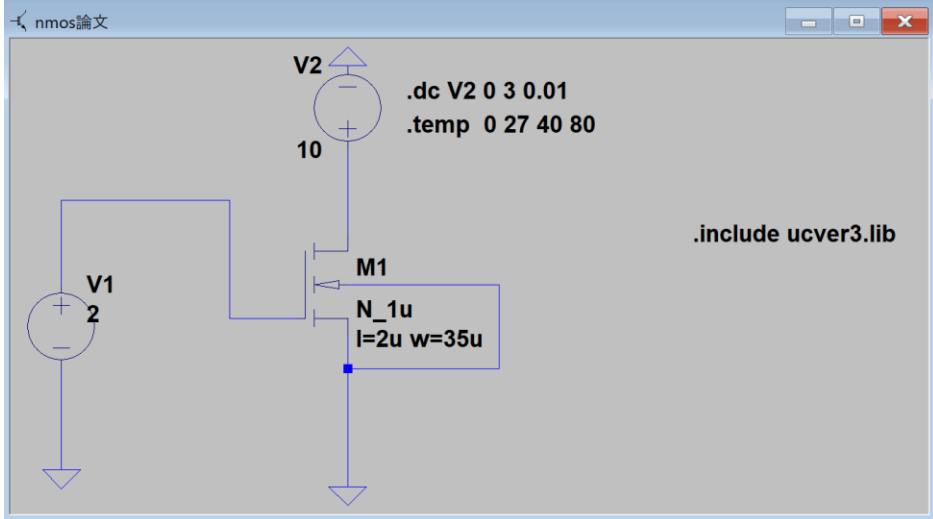 nmos論文
V2
.dc V2 0 3 0.01
.temp 0 27 40 80
10
.include ucver3.lib
M1
V1
2
N_1u
l=2u w=35u